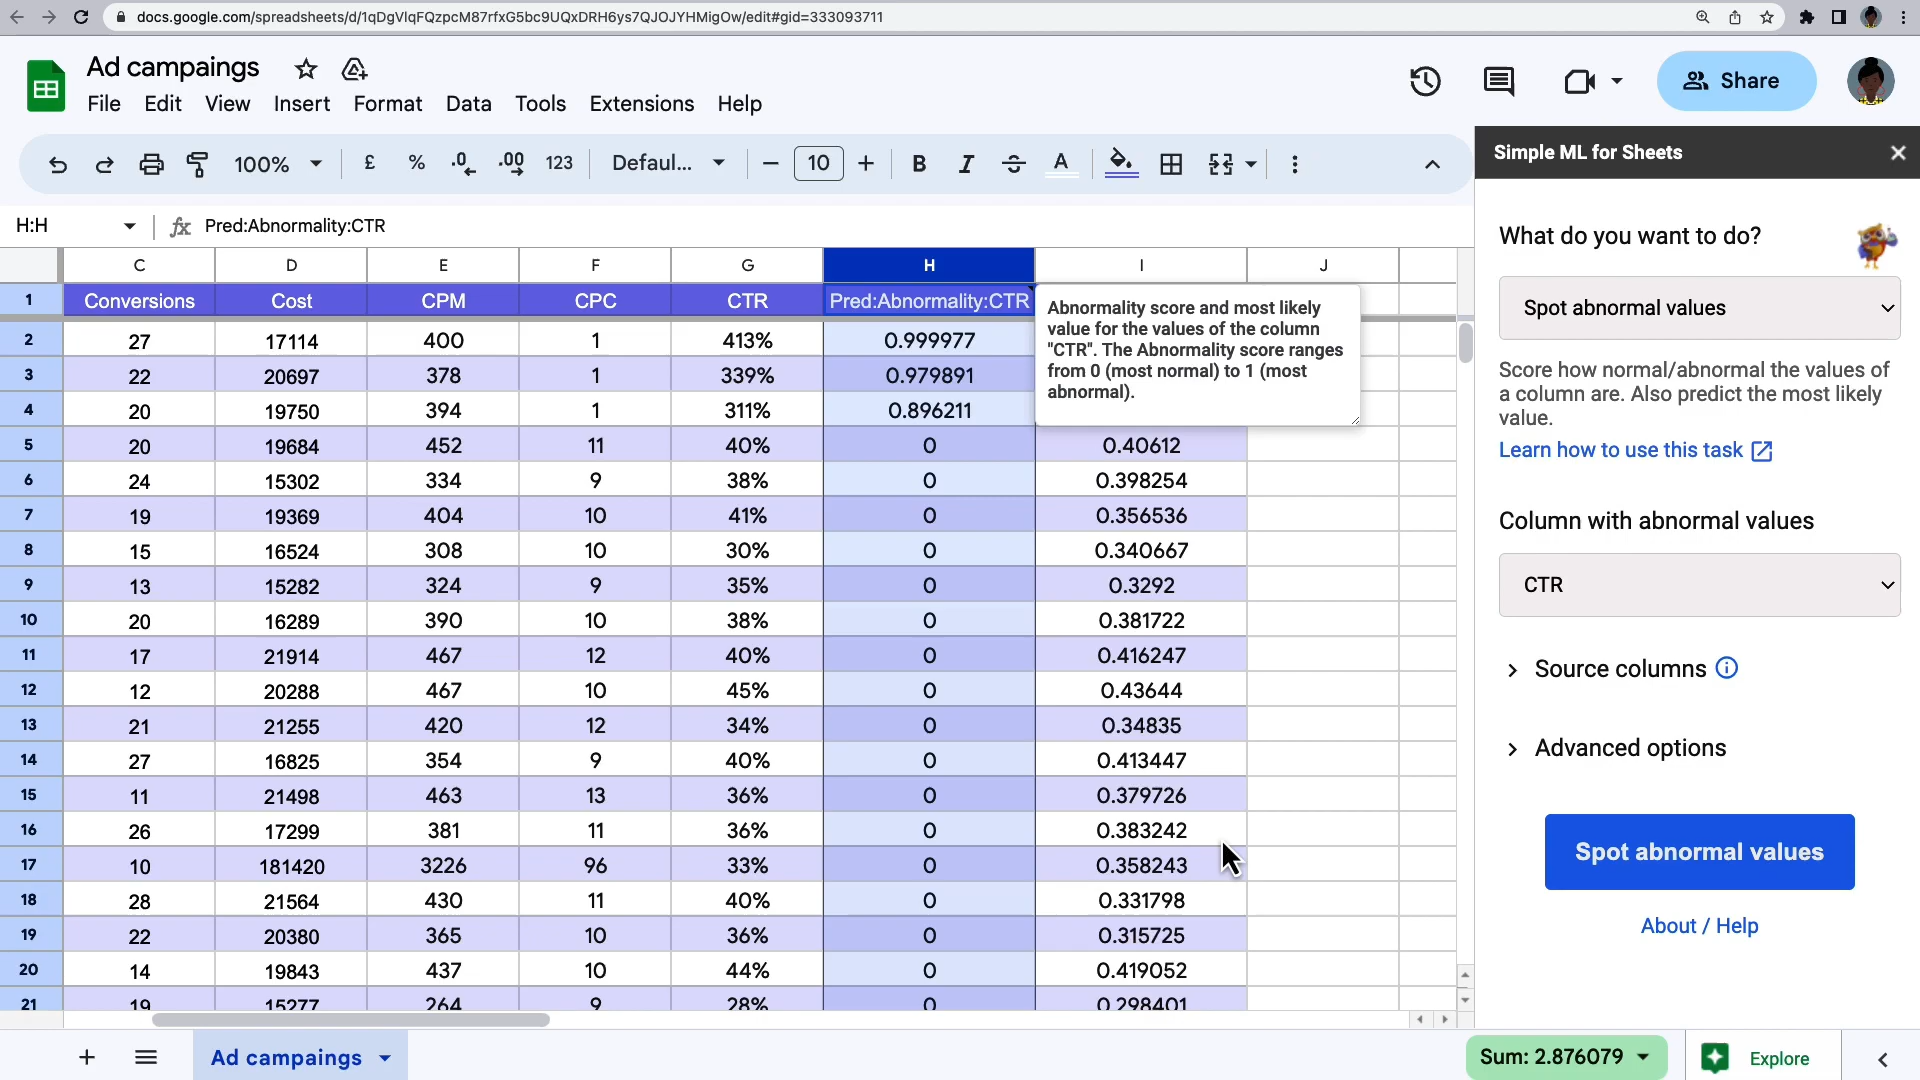 docs.google.com/spreadsheets/d/1qDgVlqFQzpcM87rfxG5bc9UQxDRH6ys7QJOJYHMigOw/edit#gid=333093711
Ad campaings
File Edit View Insert Format Data Tools Extensions Help
Share
100% £ % .0 .00 123 Defaul... 10 B I S A
Simple ML for Sheets
H:H fx Pred:Abnormality:CTR
C D E F G H I J
1 Conversions Cost CPM CPC CTR Pred:Abnormality:CTR
2 27 17114 400 1 413% 0.999977
3 22 20697 378 1 339% 0.979891
4 20 19750 394 1 311% 0.896211
Abnormality score and most likely
value for the values of the column
"CTR". The Abnormality score ranges
from 0 (most normal) to 1 (most
abnormal).
5 20 19684 452 11 40% 0 0.40612
6 24 15302 334 9 38% 0 0.398254
7 19 19369 404 10 41% 0 0.356536
8 15 16524 308 10 30% 0 0.340667
9 13 15282 324 9 35% 0 0.3292
10 20 16289 390 10 38% 0 0.381722
11 17 21914 467 12 40% 0 0.416247
12 12 20288 467 10 45% 0 0.43644
13 21 21255 420 12 34% 0 0.34835
14 27 16825 354 9 40% 0 0.413447
15 11 21498 463 13 36% 0 0.379726
16 26 17299 381 11 36% 0 0.383242
17 10 181420 3226 96 33% 0 0.358243
18 28 21564 430 11 40% 0 0.331798
19 22 20380 365 10 36% 0 0.315725
20 14 19843 437 10 44% 0 0.419052
21 19 15277 264 9 28% 0 0.298401
What do you want to do?
Spot abnormal values
Score how normal/abnormal the values of
a column are. Also predict the most likely
value.
Learn how to use this task
Column with abnormal values
CTR
Source columns
Advanced options
Spot abnormal values
About / Help
Ad campaings
Sum: 2.876079
Explore